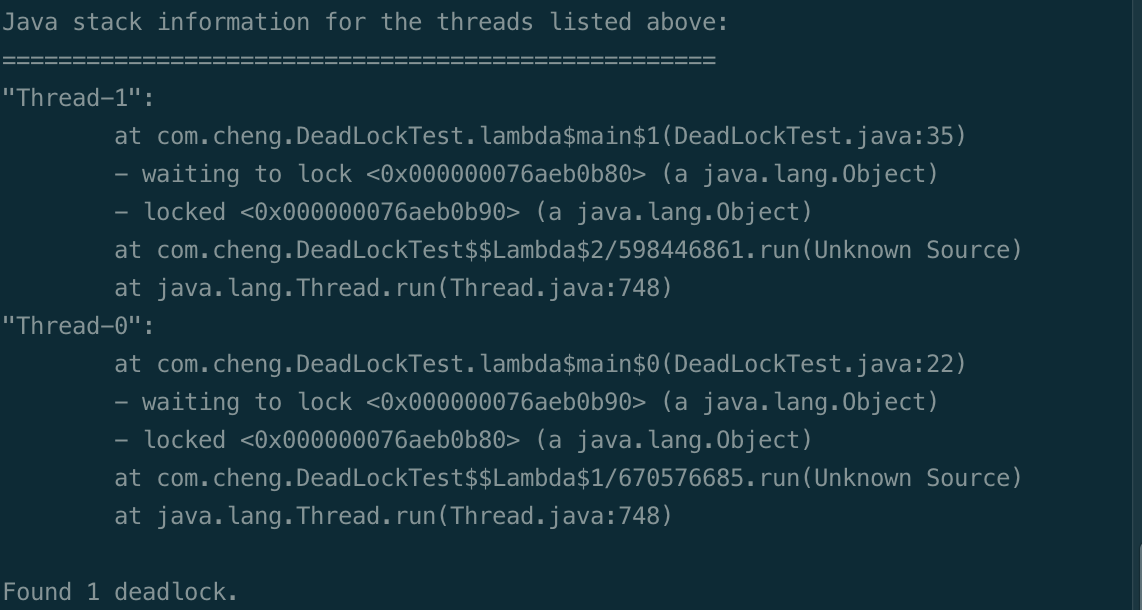 Java stack information for the threads listed above:
===================================================
"Thread-1":
        at com.cheng.DeadLockTest.lambda$main$1(DeadLockTest.java:35)
        - waiting to lock <0x000000076aeb0b80> (a java.lang.Object)
        - locked <0x000000076aeb0b90> (a java.lang.Object)
        at com.cheng.DeadLockTest$$Lambda$2/598446861.run(Unknown Source)
        at java.lang.Thread.run(Thread.java:748)
"Thread-0":
        at com.cheng.DeadLockTest.lambda$main$0(DeadLockTest.java:22)
        - waiting to lock <0x000000076aeb0b90> (a java.lang.Object)
        - locked <0x000000076aeb0b80> (a java.lang.Object)
        at com.cheng.DeadLockTest$$Lambda$1/670576685.run(Unknown Source)
        at java.lang.Thread.run(Thread.java:748)
Found 1 deadlock.